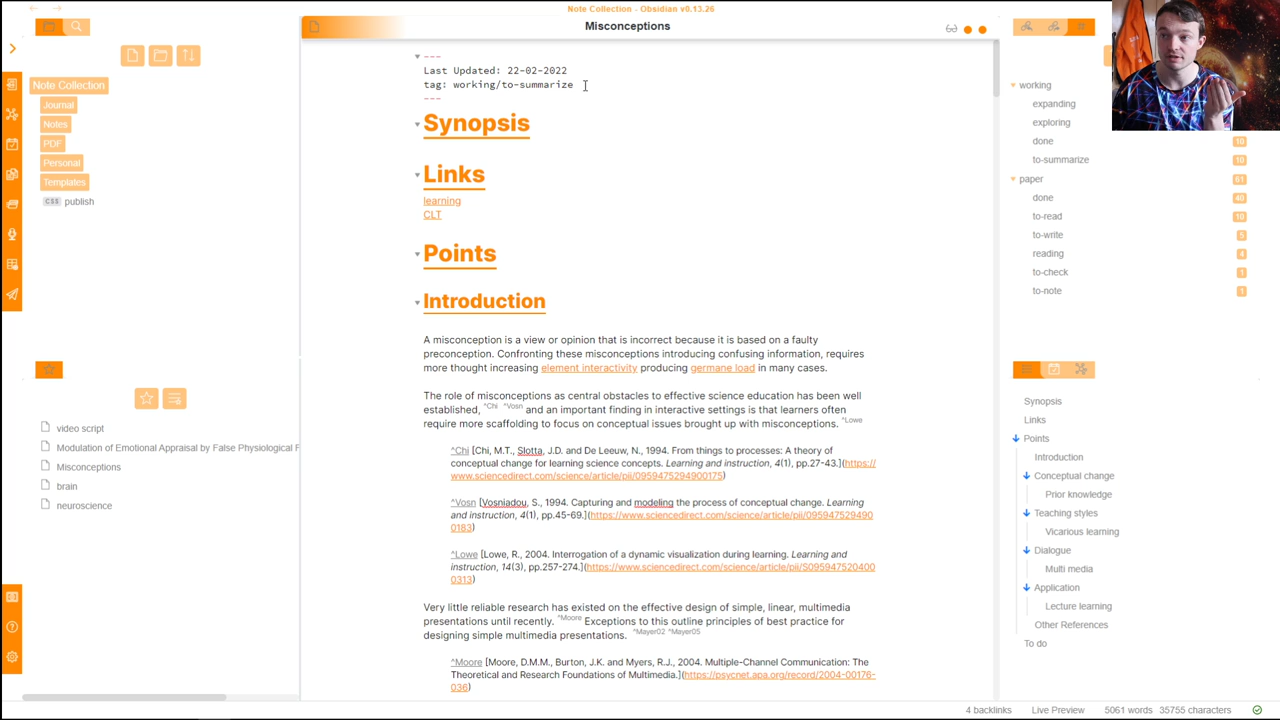 Note Collection - Obsidian v0.13.26
Misconceptions
Note Collection
Journal
Notes
PDF
Personal
Templates
CSS publish
video script
Modulation of Emotional Appraisal by False Physiological F
Misconceptions
brain
neuroscience
---
Last Updated: 22-02-2022
tag: working/to-summarize
---
Synopsis
Links
learning
CLT
Points
Introduction
A misconception is a view or opinion that is incorrect because it is based on a faulty
preconception. Confronting these misconceptions introducing confusing information, requires
more thought increasing element interactivity producing germane load in many cases.
The role of misconceptions as central obstacles to effective science education has been well
established, ^Chi ^Vosn and an important finding in interactive settings is that learners often
require more scaffolding to focus on conceptual issues brought up with misconceptions. ^Lowe
^Chi [Chi, M.T., Slotta, J.D. and De Leeuw, N., 1994. From things to processes: A theory of
conceptual change for learning science concepts. Learning and instruction, 4(1), pp.27-43.](https://
www.sciencedirect.com/science/article/pii/0959475294900175)
^Vosn [Vosniadou, S., 1994. Capturing and modeling the process of conceptual change. Learning
and instruction, 4(1), pp.45-69.](https://www.sciencedirect.com/science/article/pii/095947529490
0183)
^Lowe [Lowe, R., 2004. Interrogation of a dynamic visualization during learning. Learning and
instruction, 14(3), pp.257-274.](https://www.sciencedirect.com/science/article/pii/S095947520400
0313)
Very little reliable research has existed on the effective design of simple, linear, multimedia
presentations until recently. ^Moore Exceptions to this outline principles of best practice for
designing simple multimedia presentations. ^Mayer02 ^Mayer05
^Moore [Moore, D.M.M., Burton, J.K. and Myers, R.J., 2004. Multiple-Channel Communication: The
Theoretical and Research Foundations of Multimedia.](https://psycnet.apa.org/record/2004-00176-
036)
working
expanding
exploring
done 10
to-summarize 10
paper 61
done 40
to-read 10
to-write 5
reading 4
to-check 1
to-note 1
Synopsis
Links
Points
Introduction
Conceptual change
Prior knowledge
Teaching styles
Vicarious learning
Dialogue
Multi media
Application
Lecture learning
Other References
To do
4 backlinks Live Preview 5061 words 35755 characters